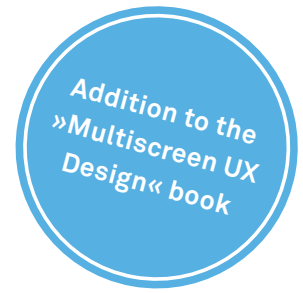 Addition to the
»Multiscreen UX
Design« book